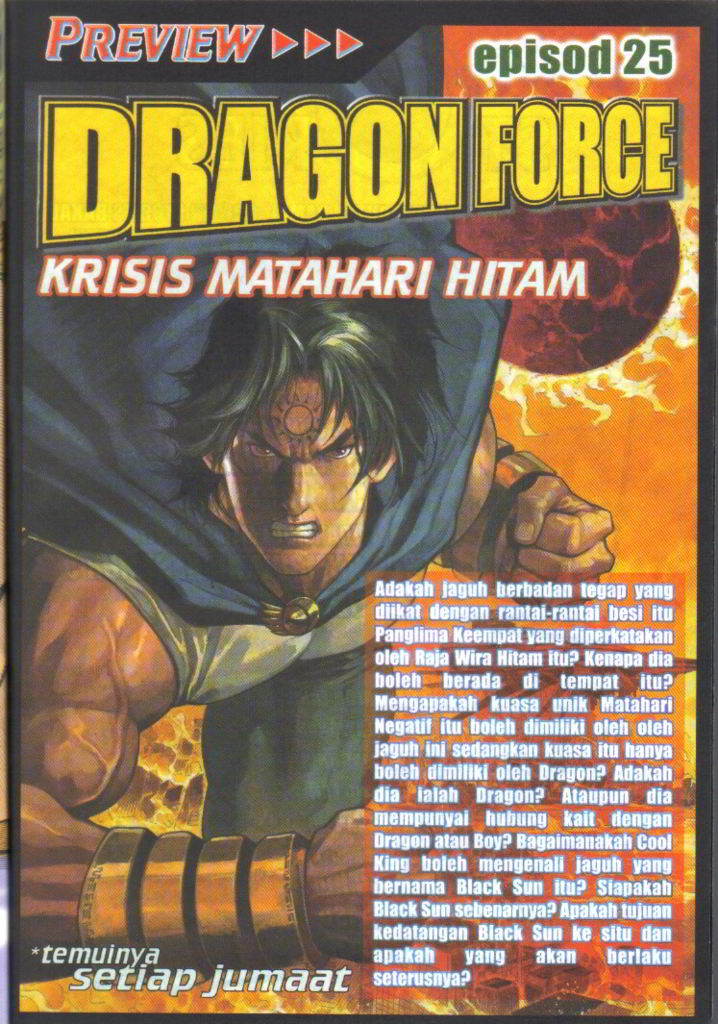 PREVIEW
episod 25
DRAGON FORCE
KRISIS MATAHARI HITAM
Adakah jaguh berbadan tegap yang
diikat dengan rantai-rantai besi itu
Panglima Keempat yang diperkatakan
oleh Raja Wira Hitam itu? Kenapa dia
boleh berada di tempat itu?
Mengapakah kuasa unik Matahari
Negatif itu boleh dimiliki oleh oleh
jaguh ini sedangkan kuasa itu hanya
boleh dimiliki oleh Dragon? Adakah
dia ialah Dragon? Ataupun dia
mempunyai hubung kait dengan
Dragon atau Boy? Bagaimanakah Cool
King boleh mengenali jaguh yang
bernama Black Sun itu? Siapakah
Black Sun sebenarnya? Apakah tujuan
kedatangan Black Sun ke situ dan
apakah yang akan berlaku
seterusnya?
*temuinya
setiap jumaat